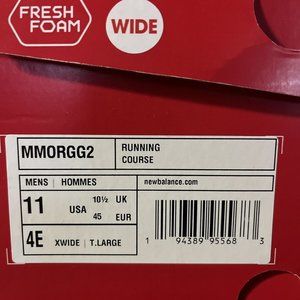 FRESH
FOAM
WIDE
MMORGG2
RUNNING
COURSE
MENS | HOMMES
newbalance.com
11 USA 10½ UK
45 EUR
4E XWIDE | T.LARGE
1 94389 95568 3